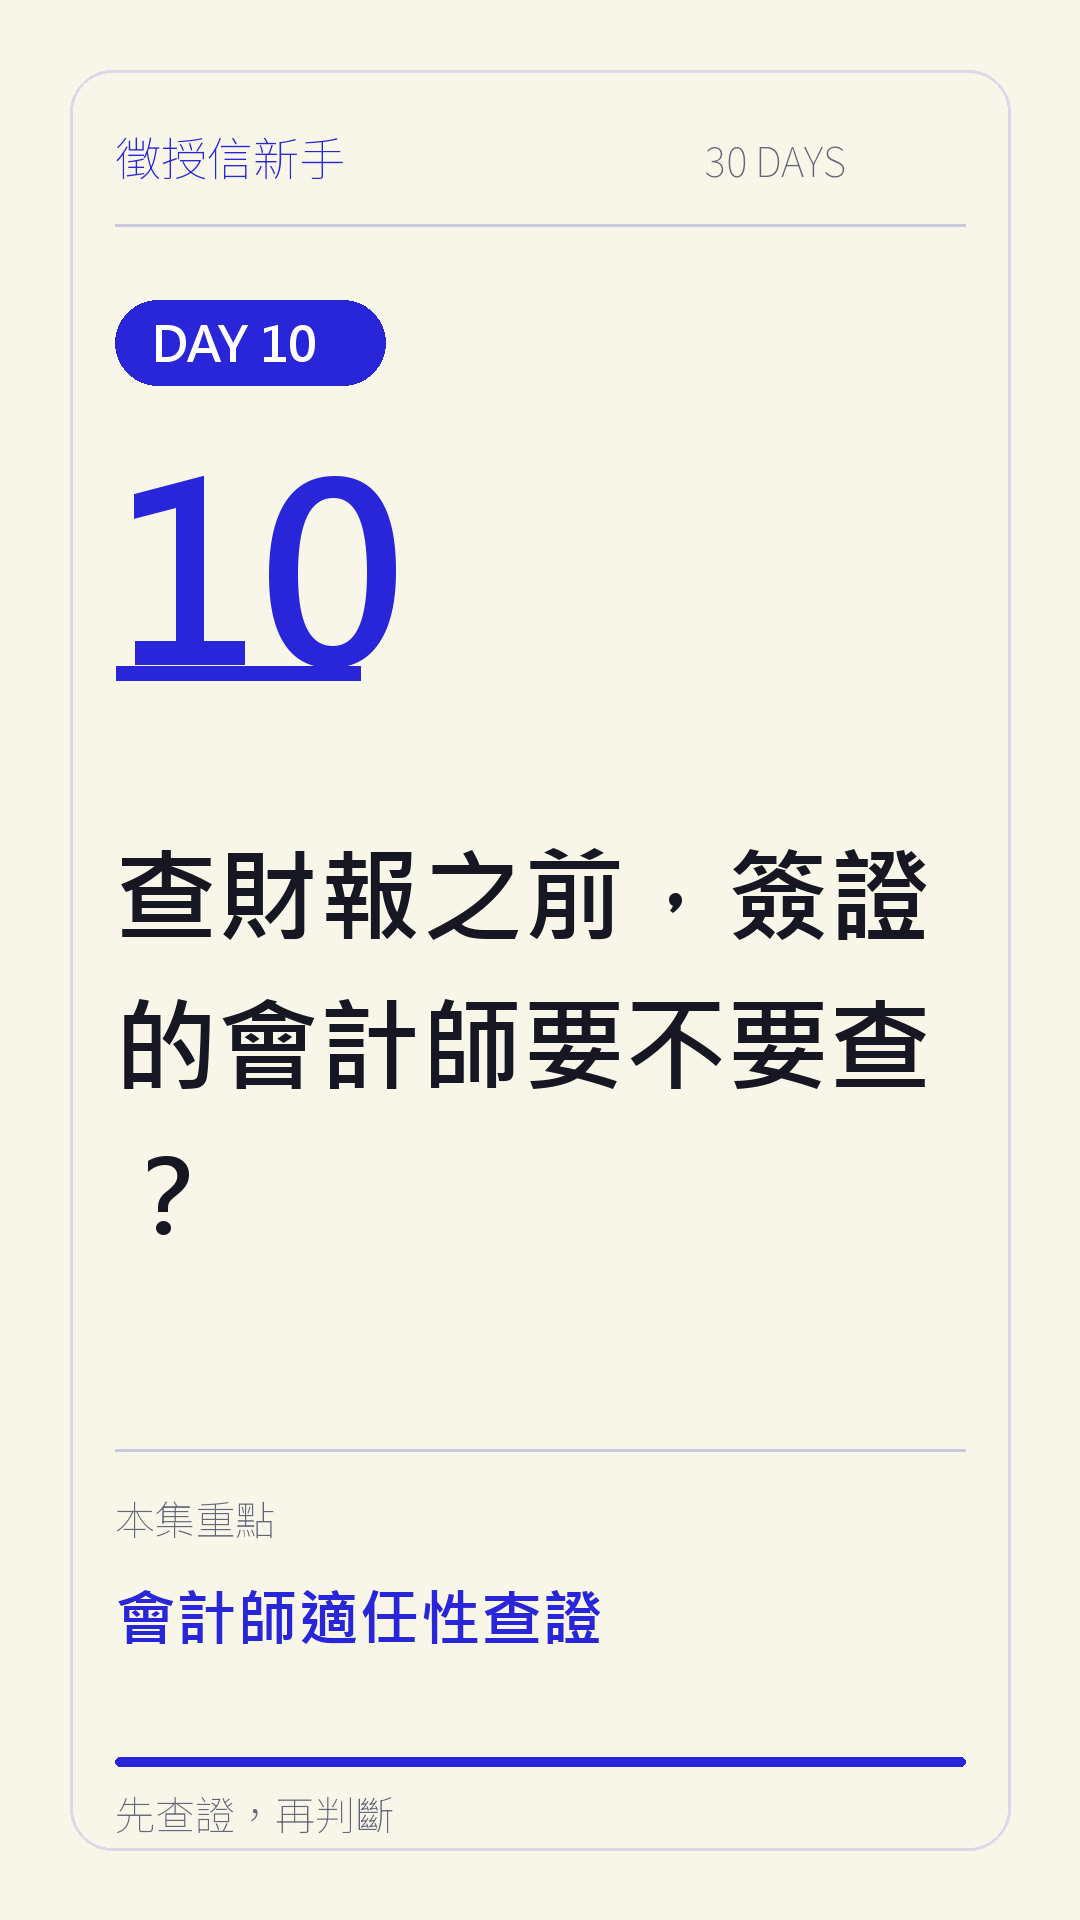 徵授信新手
30 DAYS
DAY 10
10
查財報之前，簽證
的會計師要不要查
？
本集重點
會計師適任性查證
先查證，再判斷